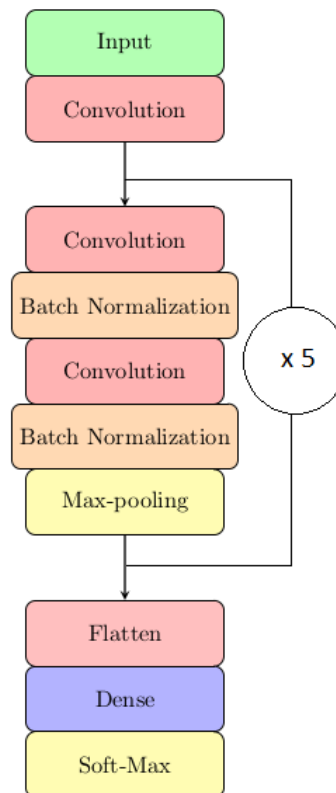 Input
Convolution
Convolution
Batch Normalization
Convolution
Batch Normalization
Max-pooling
x 5
Flatten
Dense
Soft-Max